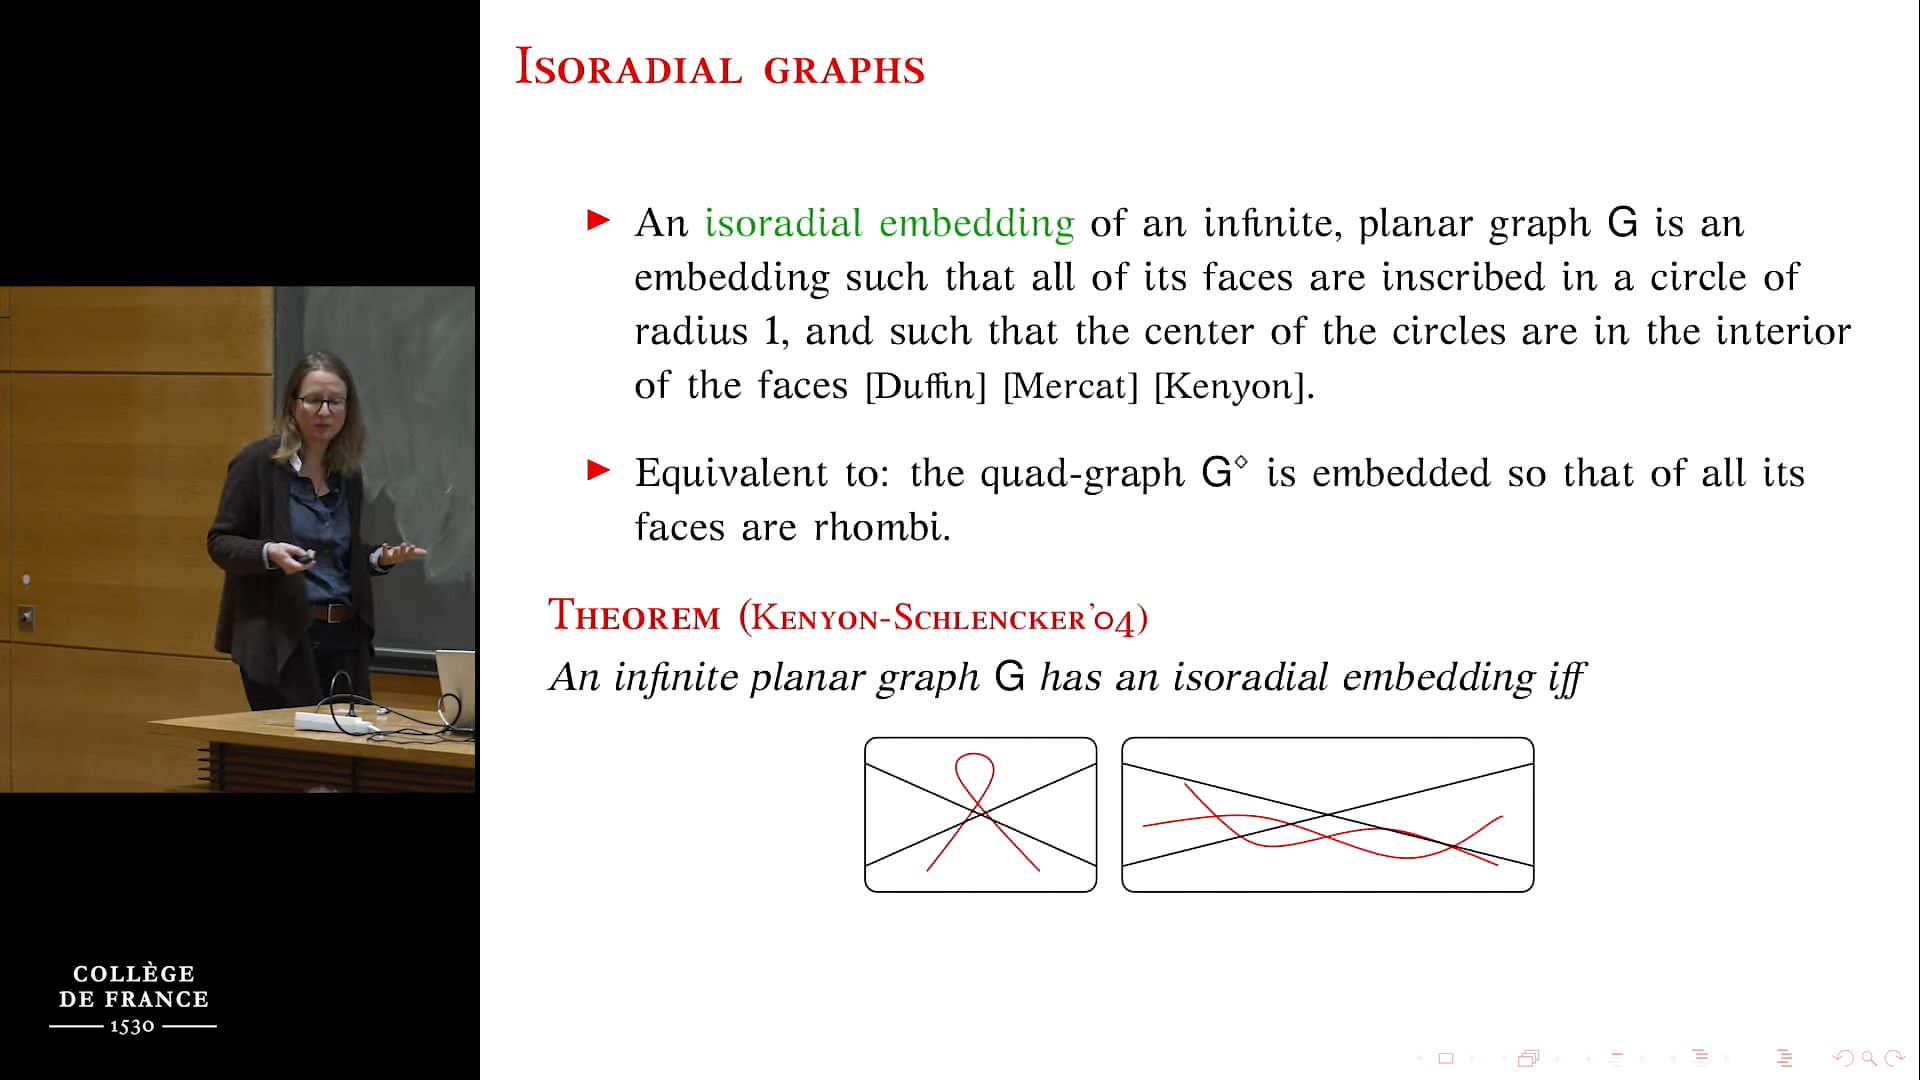 ISORADIAL GRAPHS
An isoradial embedding of an infinite, planar graph G is an
embedding such that all of its faces are inscribed in a circle of
radius 1, and such that the center of the circles are in the interior
of the faces [Duffin] [Mercat] [Kenyon].
Equivalent to: the quad-graph G⋄ is embedded so that of all its
faces are rhombi.
THEOREM (KENYON-SCHLENCKER'04)
An infinite planar graph G has an isoradial embedding iff
COLLÈGE
DE FRANCE
1530